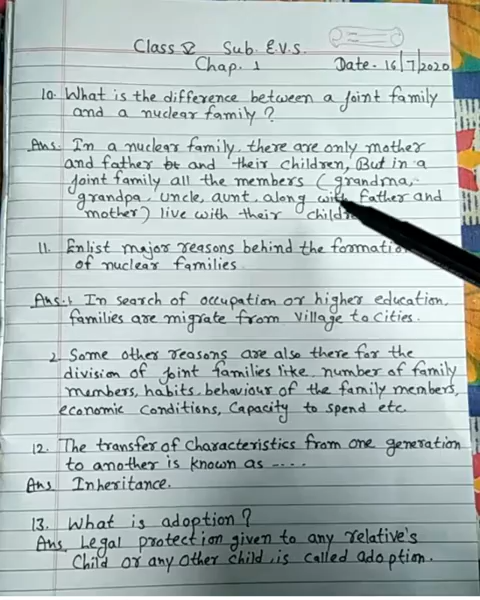 Class V Sub. E.V.S.
Chap. 1 Date - 16/7/2020
10. What is the difference between a joint family
and a nuclear family?
Ans In a nuclear family, there are only mother
and father and their children, But in a
joint family all the members (grandma,
grandpa, uncle, aunt, along with father and
mother) live with their
11. Enlist major reasons behind the
of nuclear families.
Ans. 1. In search of occupation or higher education,
families are migrate from village to cities.
2. Some other reasons are also there for the
division of joint families like, number of family
members, habits, behaviour of the family members,
economic conditions, Capacity to spend etc.
12. The transfer of characteristics from one generation
to another is known as ....
Ans Inheritance.
13. What is adoption?
Ans Legal protection given to any relative's
child or any other child, is called adoption.